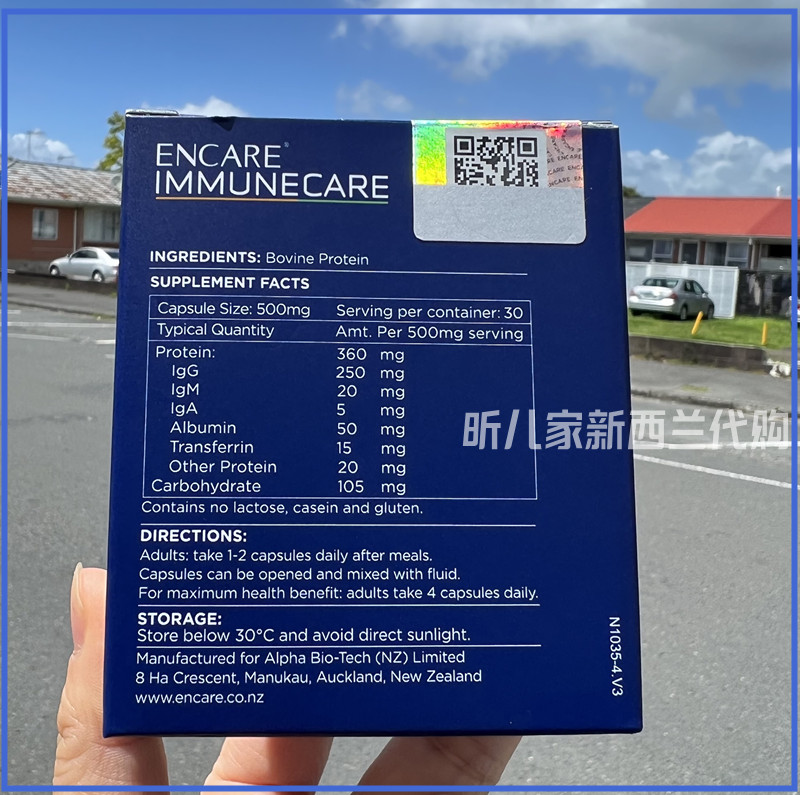 ENCARE®
IMMUNECARE
ENCARE
CARE ENCA
NCARE EN
INGREDIENTS: Bovine Protein
SUPPLEMENT FACTS
Capsule Size: 500mg Serving per container: 30
Typical Quantity Amt. Per 500mg serving
Protein: 360 mg
IgG 250 mg
IgM 20 mg
IgA 5 mg
Albumin 50 mg
Transferrin 15 mg
Other Protein 20 mg
Carbohydrate 105 mg
Contains no lactose, casein and gluten.
DIRECTIONS:
Adults: take 1-2 capsules daily after meals.
Capsules can be opened and mixed with fluid.
For maximum health benefit: adults take 4 capsules daily.
STORAGE:
Store below 30°C and avoid direct sunlight.
Manufactured for Alpha Bio-Tech (NZ) Limited
8 Ha Crescent, Manukau, Auckland, New Zealand
www.encare.co.nz
N1035-4.V3
昕儿家新西兰代购